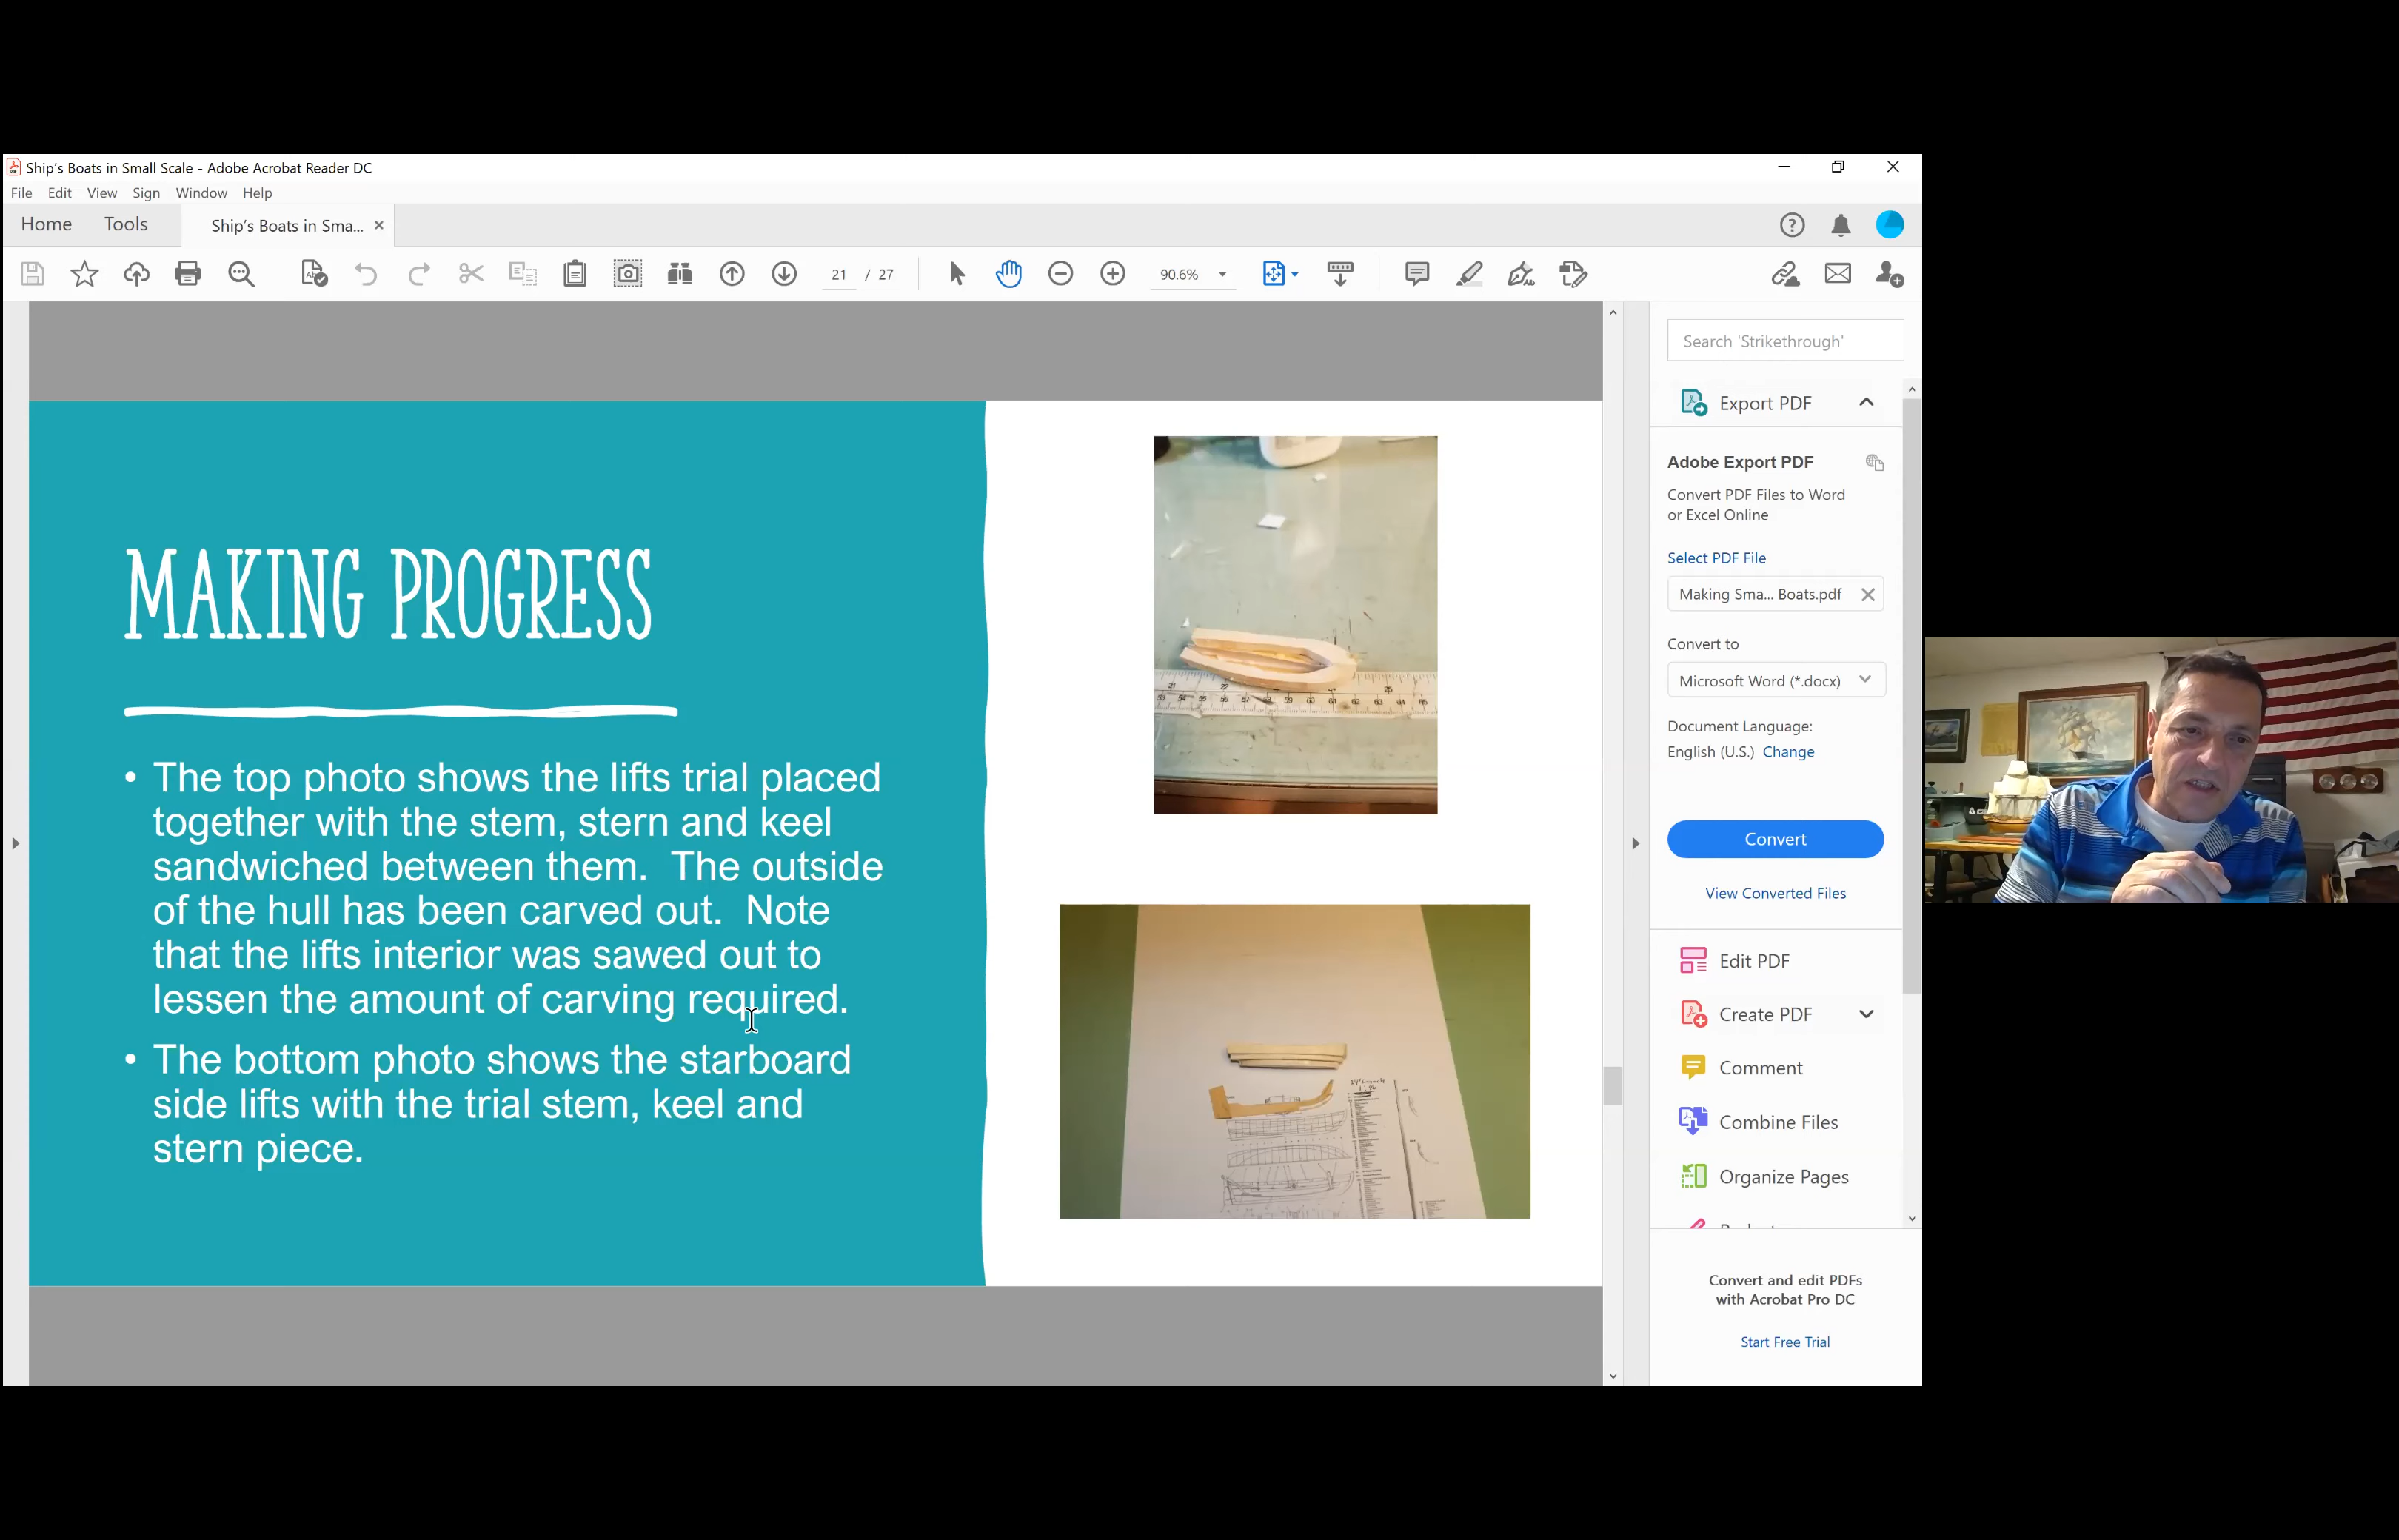 Ship's Boats in Small Scale - Adobe Acrobat Reader DC
File Edit View Sign Window Help
Home Tools Ship's Boats in Sma... ×
21 / 27 90.6%
MAKING PROGRESS
• The top photo shows the lifts trial placed
together with the stem, stern and keel
sandwiched between them.  The outside
of the hull has been carved out.  Note
that the lifts interior was sawed out to
lessen the amount of carving required.
• The bottom photo shows the starboard
side lifts with the trial stem, keel and
stern piece.
Search 'Strikethrough'
Export PDF
Adobe Export PDF
Convert PDF Files to Word
or Excel Online
Select PDF File
Making Sma... Boats.pdf
Convert to
Microsoft Word (*.docx)
Document Language:
English (U.S.) Change
Convert
View Converted Files
Edit PDF
Create PDF
Comment
Combine Files
Organize Pages
Convert and edit PDFs
with Acrobat Pro DC
Start Free Trial